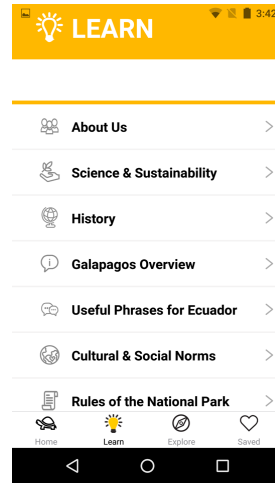 3:42
LEARN
About Us
Science & Sustainability
History
Galapagos Overview
Useful Phrases for Ecuador
Cultural & Social Norms
Rules of the National Park
Home
Learn
Explore
Saved